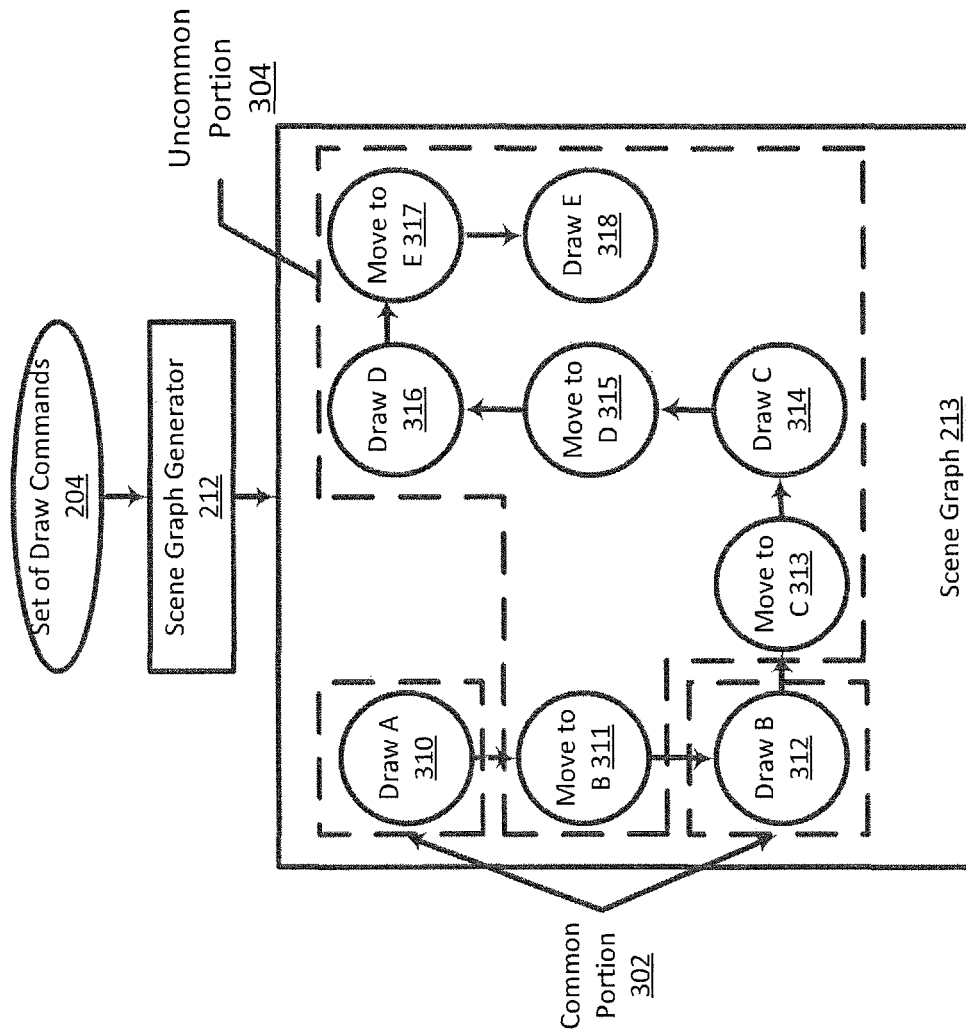 Set of Draw Commands
204
Scene Graph Generator
212
Uncommon
Portion
304
Common
Portion
302
Draw A
310
Move to
B 311
Draw B
312
Move to
C 313
Draw C
314
Move to
D 315
Draw D
316
Move to
E 317
Draw E
318
Scene Graph 213